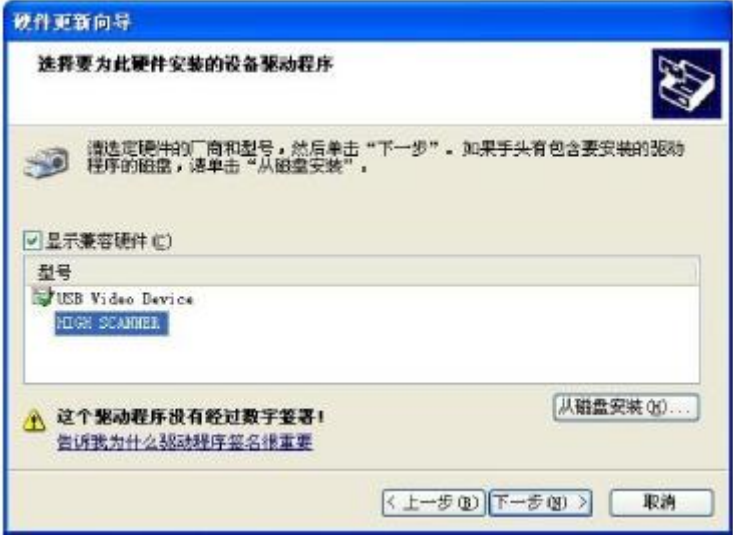 硬件更新向导
选择要为此硬件安装的设备驱动程序
请选定硬件的厂商和型号，然后单击“下一步”。如果手头有包含要安装的驱动
程序的磁盘，请单击“从磁盘安装”。
显示兼容硬件(C)
型号
USB Video Device
HIGH SCANNER
从磁盘安装(H)...
这个驱动程序没有经过数字签署!
告诉我为什么驱动程序签名很重要
< 上一步(B) 下一步(N) > 取消